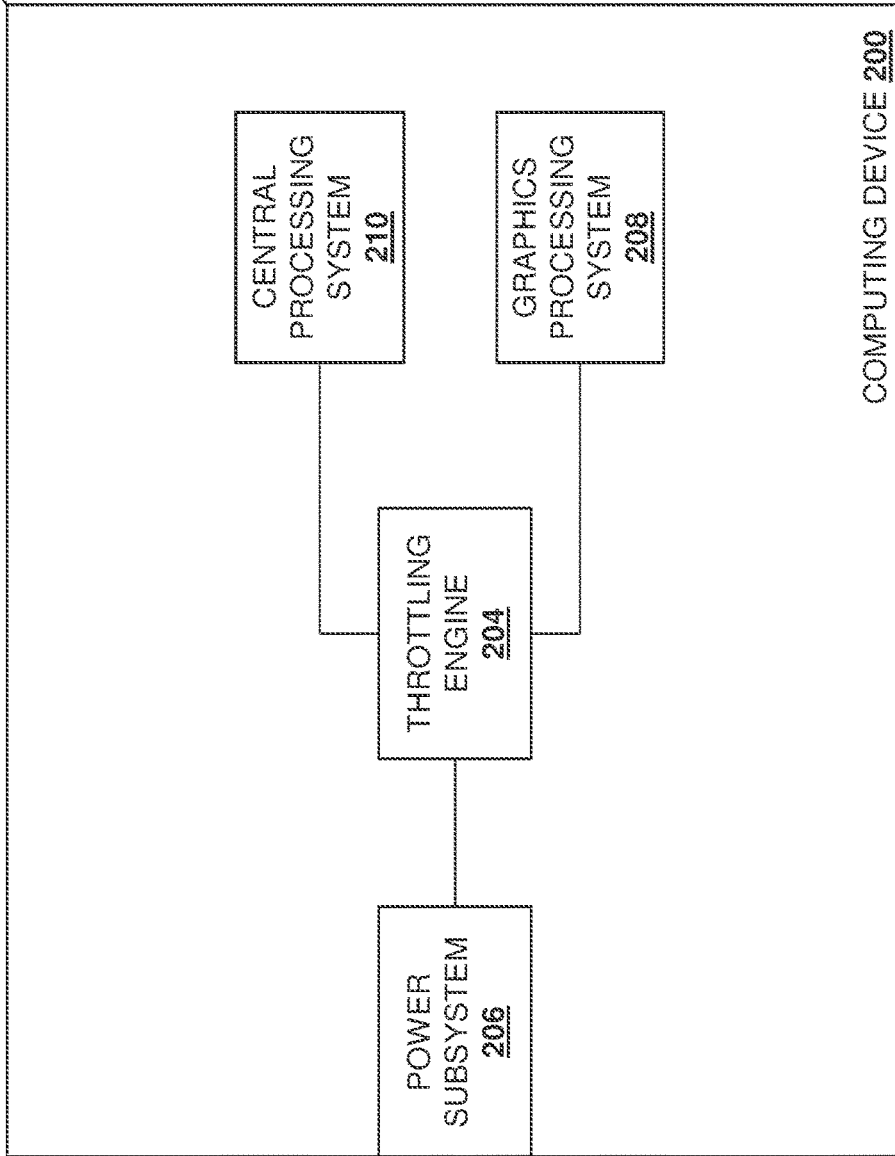 POWER
SUBSYSTEM
206
THROTTLING
ENGINE
204
CENTRAL
PROCESSING
SYSTEM
210
GRAPHICS
PROCESSING
SYSTEM
208
COMPUTING DEVICE 200